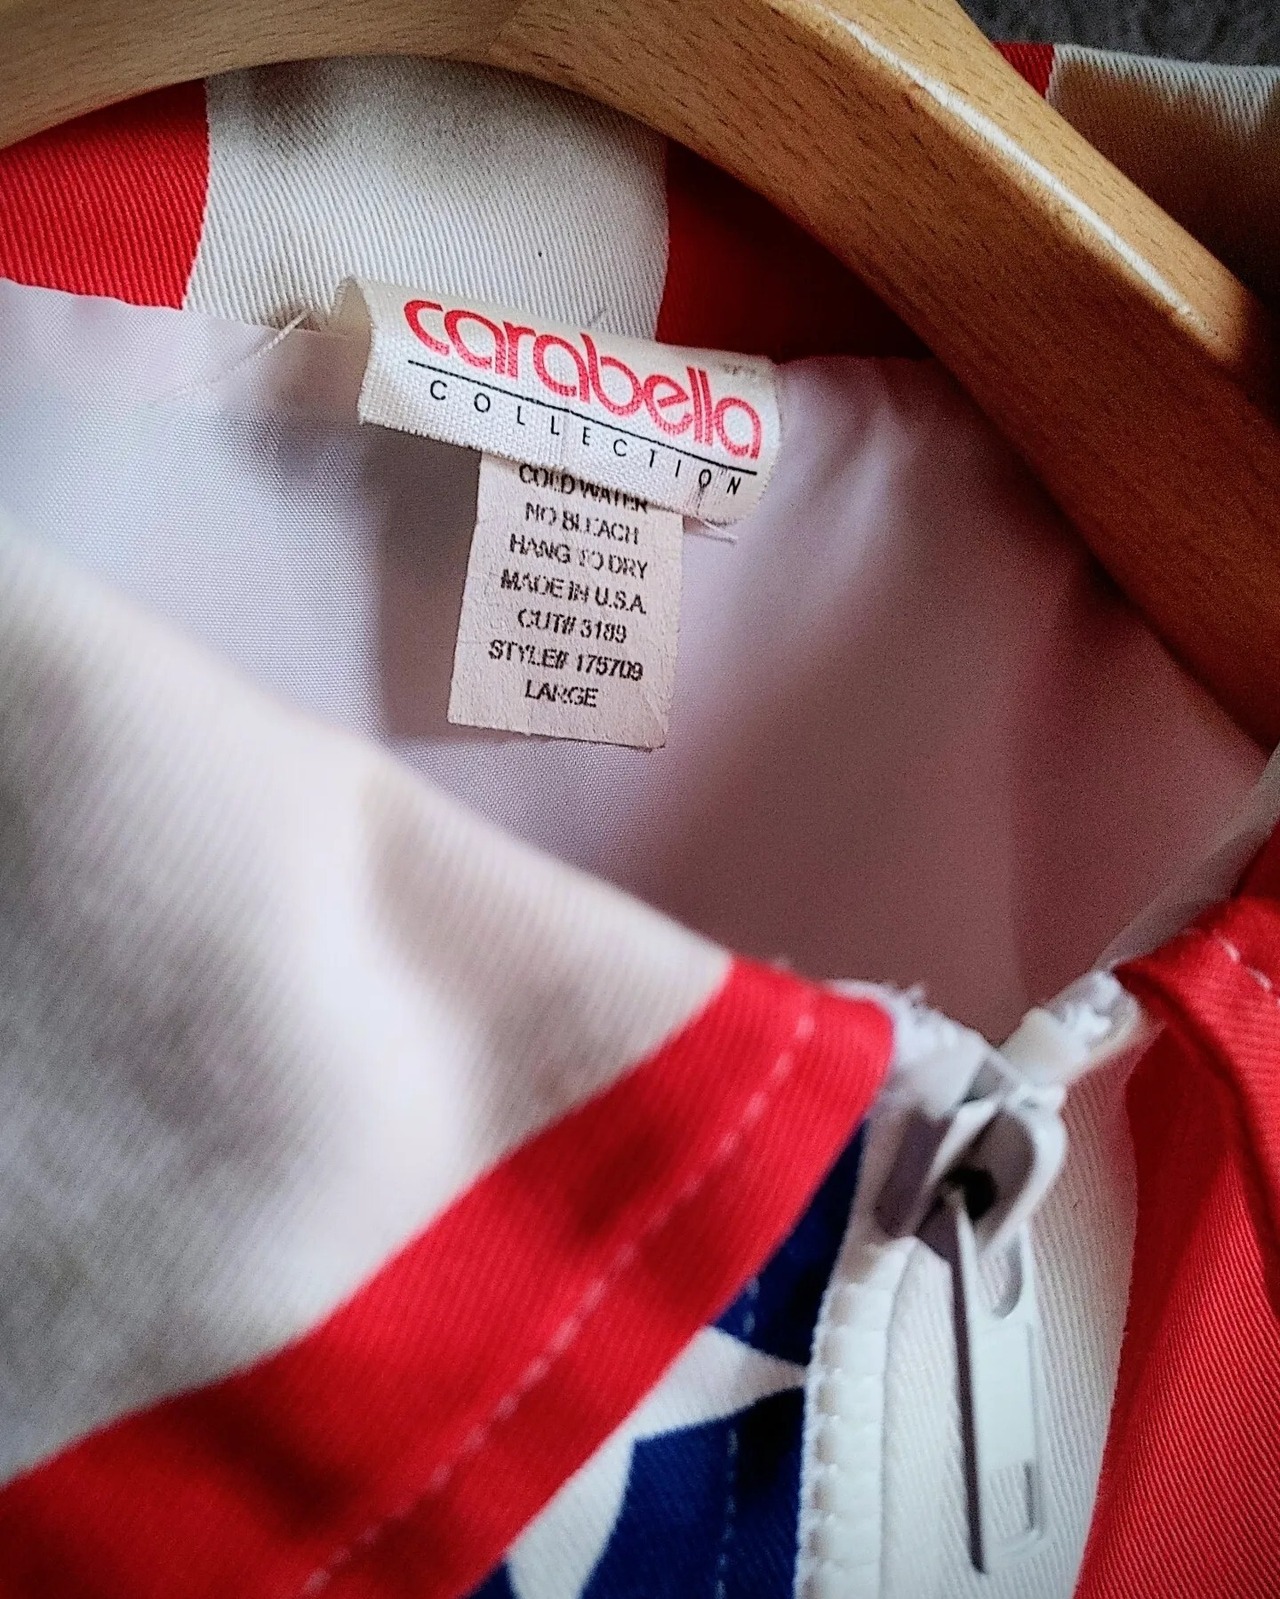 carabella
COLLECTION
COLD WATER
NO BLEACH
HANG TO DRY
MADE IN U.S.A.
CUT# 3189
STYLE# 175709
LARGE